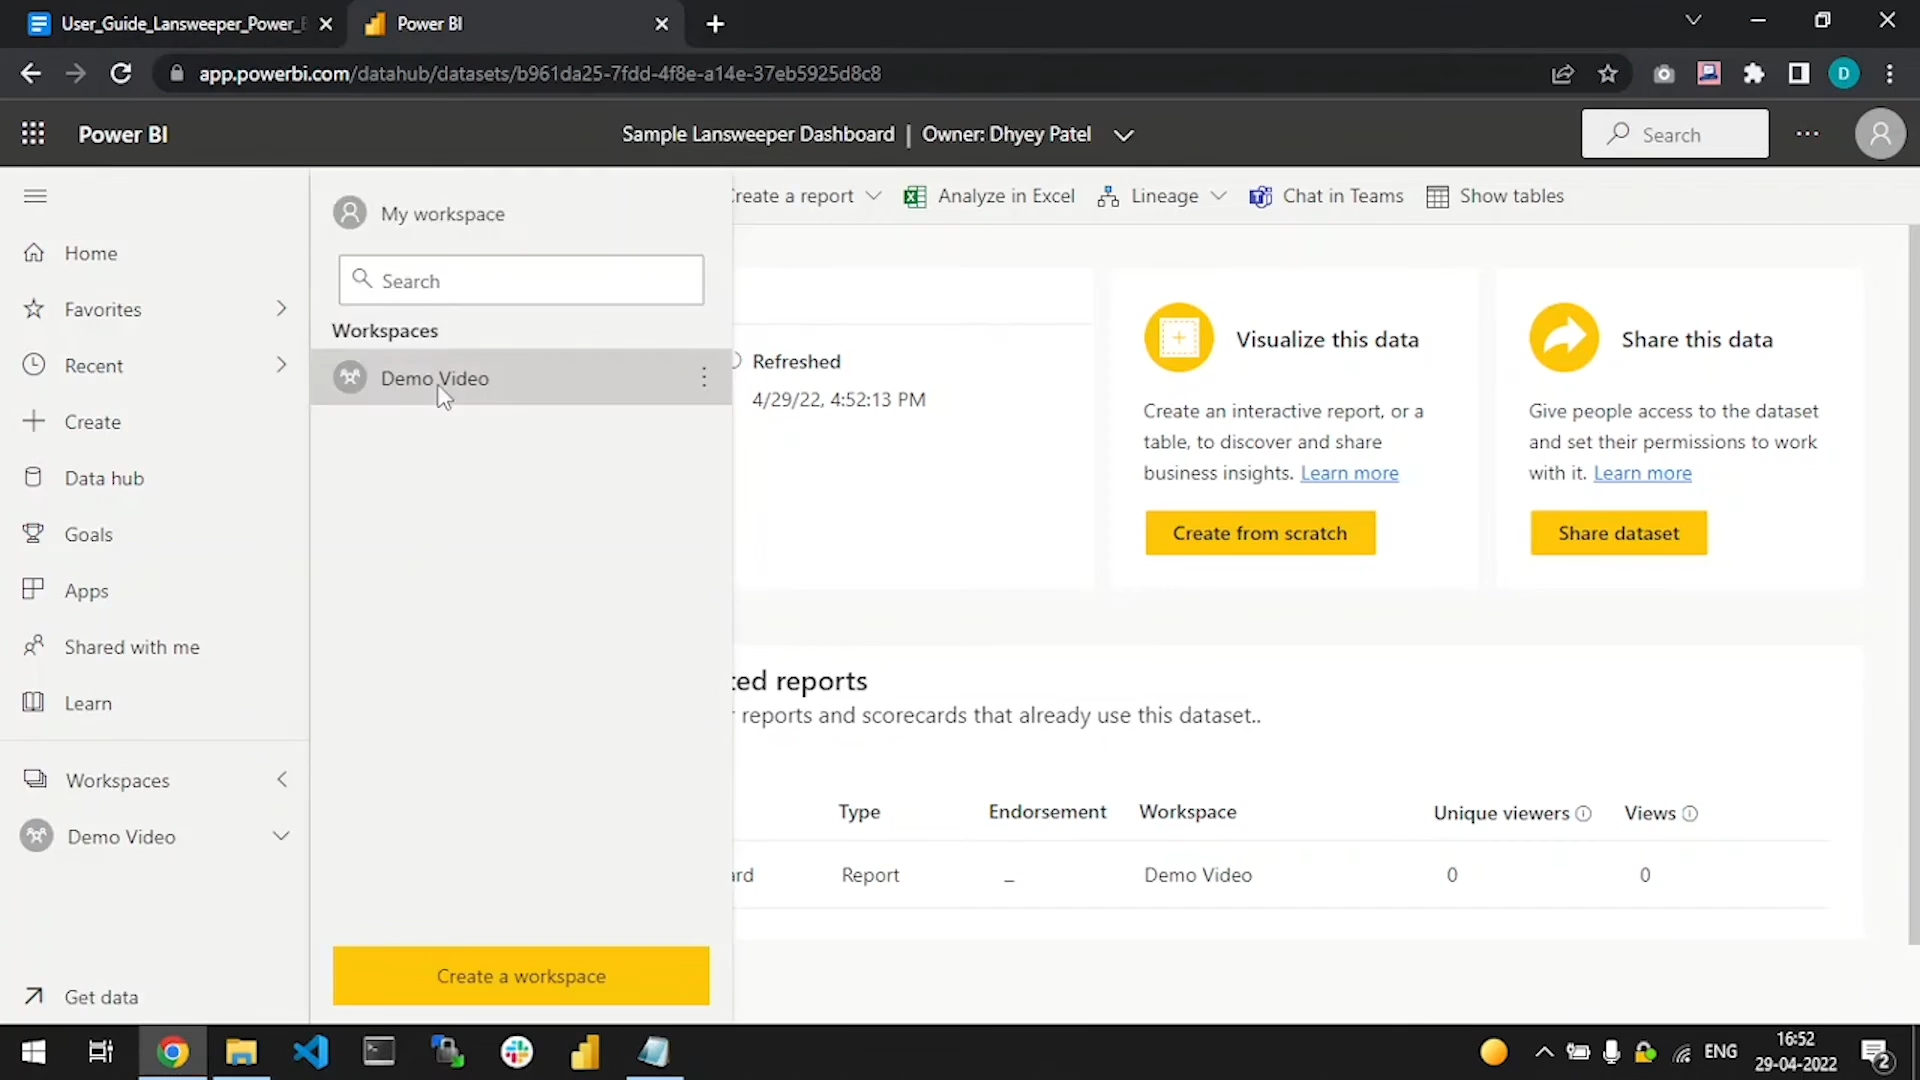 User_Guide_Lansweeper_Power_
Power BI
app.powerbi.com/datahub/datasets/b961da25-7fdd-4f8e-a14e-37eb5925d8c8
D
Power BI
Sample Lansweeper Dashboard | Owner: Dhyey Patel
Search
My workspace
Create a report
Analyze in Excel
Lineage
Chat in Teams
Show tables
Home
Favorites
Recent
Create
Data hub
Goals
Apps
Shared with me
Learn
Workspaces
Demo Video
Get data
Search
Workspaces
Demo Video
Create a workspace
Refreshed
4/29/22, 4:52:13 PM
Visualize this data
Create an interactive report, or a
table, to discover and share
business insights. Learn more
Create from scratch
Share this data
Give people access to the dataset
and set their permissions to work
with it. Learn more
Share dataset
ted reports
reports and scorecards that already use this dataset..
Type Endorsement Workspace Unique viewers Views
ard Report – Demo Video 0 0
ENG
16:52
29-04-2022
2